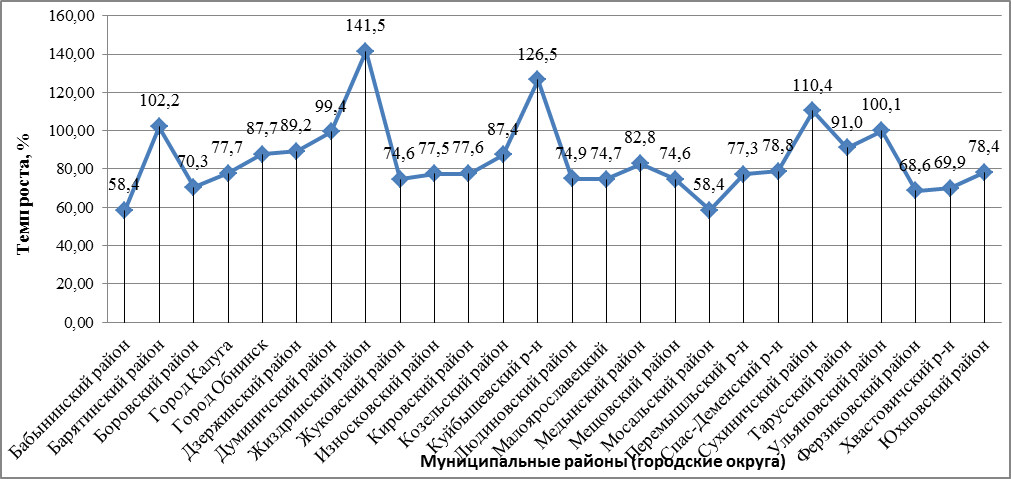 160,00
140,00
120,00
100,00
80,00
60,00
40,00
20,00
0,00
Темп роста, %
58,4
102,2
70,3
77,7
87,7
89,2
99,4
141,5
74,6
77,5
77,6
87,4
126,5
74,9
74,7
82,8
74,6
58,4
77,3
78,8
110,4
91,0
100,1
68,6
69,9
78,4
Бабынинский район
Барятинский район
Боровский район
Город Калуга
Город Обнинск
Дзержинский район
Думиничский район
Жиздринский район
Жуковский район
Износковский район
Кировский район
Козельский район
Куйбышевский р-н
Людиновский район
Малоярославецкий
Медынский район
Мещовский район
Мосальский район
Перемышльский р-н
Спас-Деменский р-н
Сухиничский район
Тарусский район
Ульяновский район
Ферзиковский район
Хвастовичский р-н
Юхновский район
Муниципальные районы (городские округа)